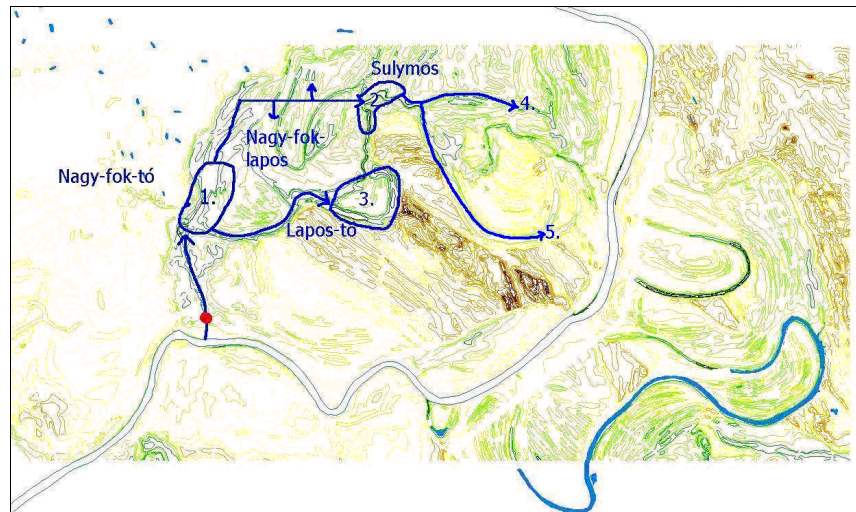 Sulymos
2.
4.
Nagy-fok-
lapos
Nagy-fok-tó
1.
3.
Lapos-tó
5.